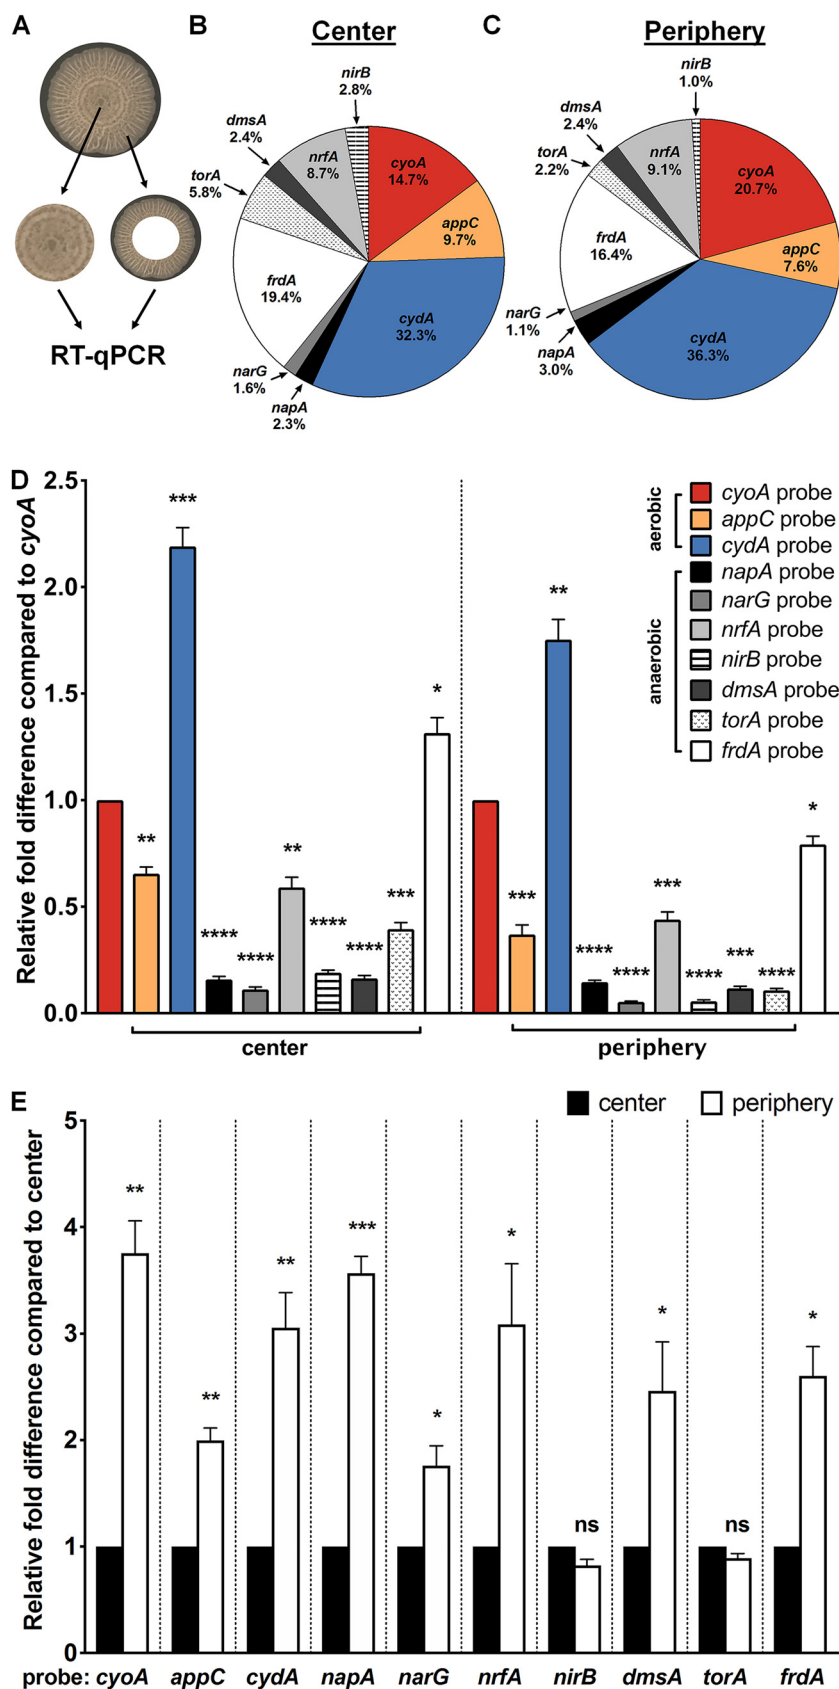 A
RT-qPCR
B
Center
nirB
2.8%
dmsA
2.4%
nrfA
8.7%
cyoA
14.7%
torA
5.8%
appC
9.7%
frdA
19.4%
cydA
32.3%
narG
1.6%
napA
2.3%
C
Periphery
nirB
1.0%
dmsA
2.4%
nrfA
9.1%
cyoA
20.7%
torA
2.2%
frdA
16.4%
appC
7.6%
narG
1.1%
cydA
36.3%
napA
3.0%
D
Relative fold difference compared to cyoA
2.5
2.0
1.5
1.0
0.5
0.0
**
***
****
****
**
****
****
***
*
***
**
****
****
***
****
***
****
*
center
periphery
aerobic
cyoA probe
appC probe
cydA probe
anaerobic
napA probe
narG probe
nrfA probe
nirB probe
dmsA probe
torA probe
frdA probe
E
center
periphery
Relative fold difference compared to center
5
4
3
2
1
0
**
**
**
***
*
*
ns
*
ns
*
probe: cyoA appC cydA napA narG nrfA nirB dmsA torA frdA